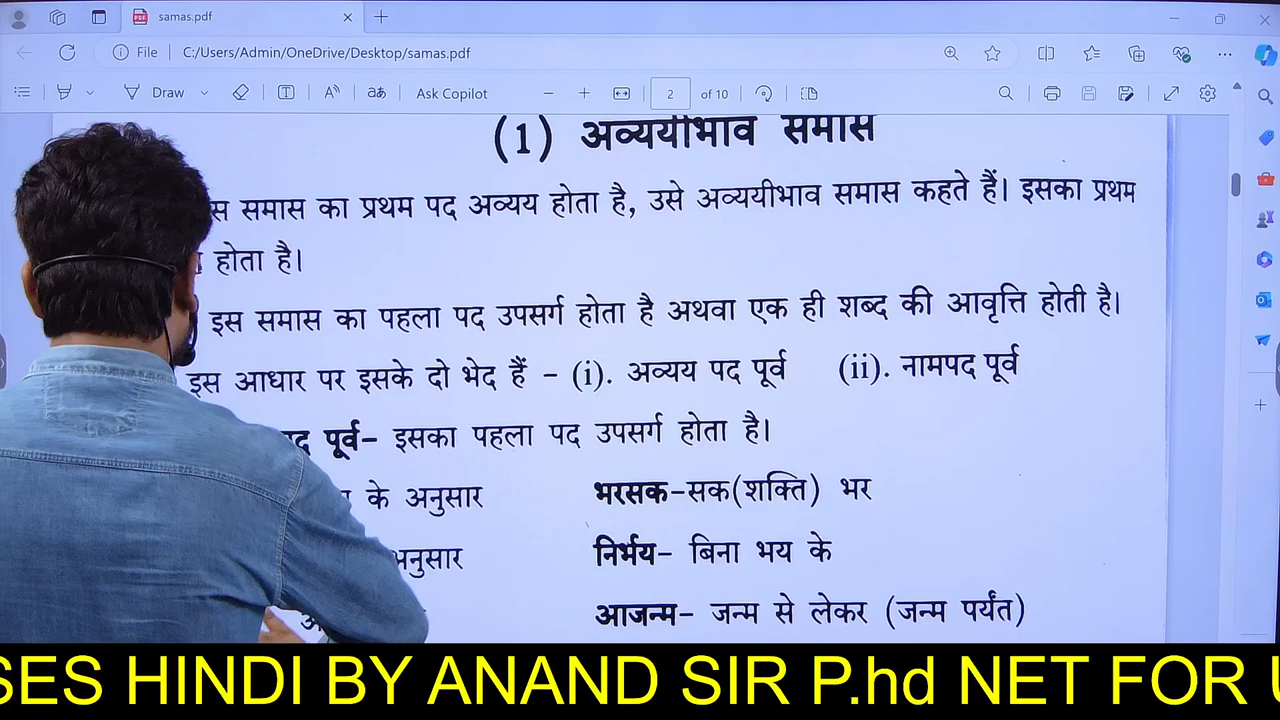 samas.pdf
File C:/Users/Admin/OneDrive/Desktop/samas.pdf
Draw Ask Copilot 2 of 10
(1) अव्ययीभाव समास
समास का प्रथम पद अव्यय होता है, उसे अव्ययीभाव समास कहते हैं। इसका प्रथम
होता है।
इस समास का पहला पद उपसर्ग होता है अथवा एक ही शब्द की आवृत्ति होती है।
इस आधार पर इसके दो भेद हैं - (i). अव्यय पद पूर्व (ii). नामपद पूर्व
पूर्व- इसका पहला पद उपसर्ग होता है।
के अनुसार भरसक-सक(शक्ति) भर
निर्भय- बिना भय के
आजन्म- जन्म से लेकर (जन्म पर्यंत)
HINDI BY ANAND SIR P.hd NET FOR